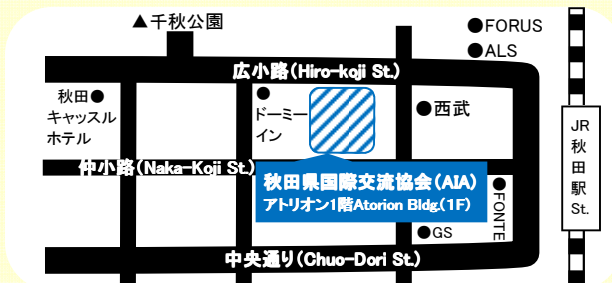 ▲千秋公園
●FORUS
●ALS
広小路(Hiro-koji St.)
秋田●
キャッスル
ホテル
●
ドーミー
イン
●西武
JR
秋
田
駅
St.
仲小路(Naka-Koji St.)
秋田県国際交流協会(AIA)
アトリオン1階Atorion Bldg.(1F)
●FONTE
●GS
中央通り(Chuo-Dori St.)